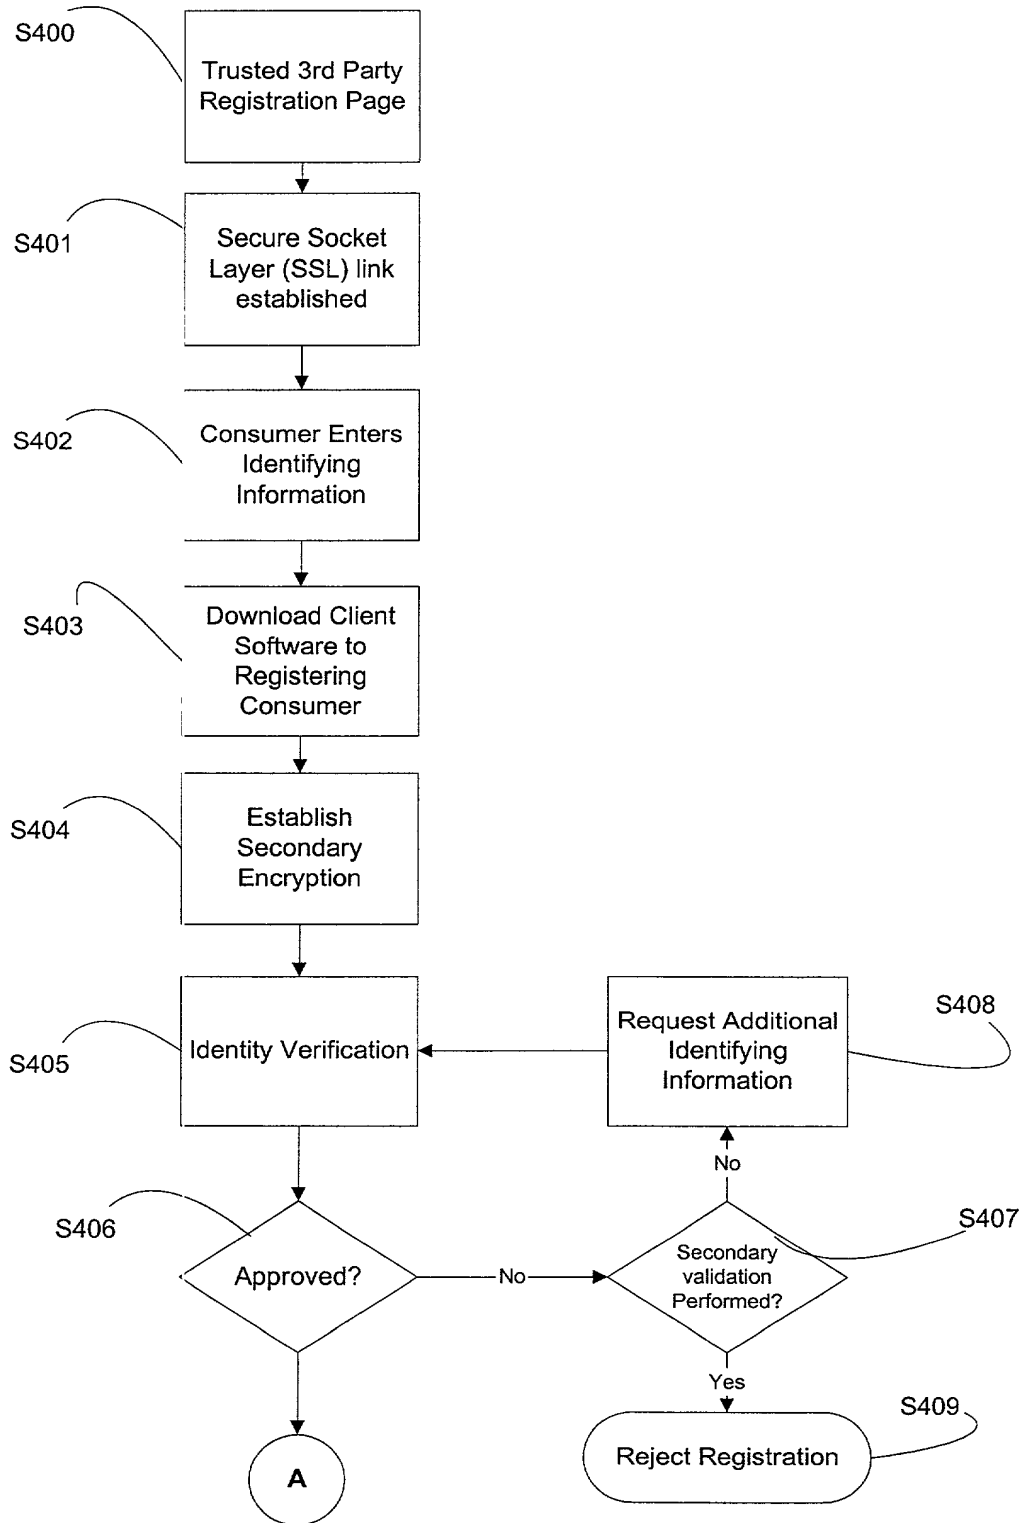 S400
Trusted 3rd Party
Registration Page
S401
Secure Socket
Layer (SSL) link
established
S402
Consumer Enters
Identifying
Information
S403
Download Client
Software to
Registering
Consumer
S404
Establish
Secondary
Encryption
S405
Identity Verification
Request Additional
Identifying
Information
S408
No
S406
Approved?
No
Secondary
validation
Performed?
S407
Yes
A
Reject Registration
S409